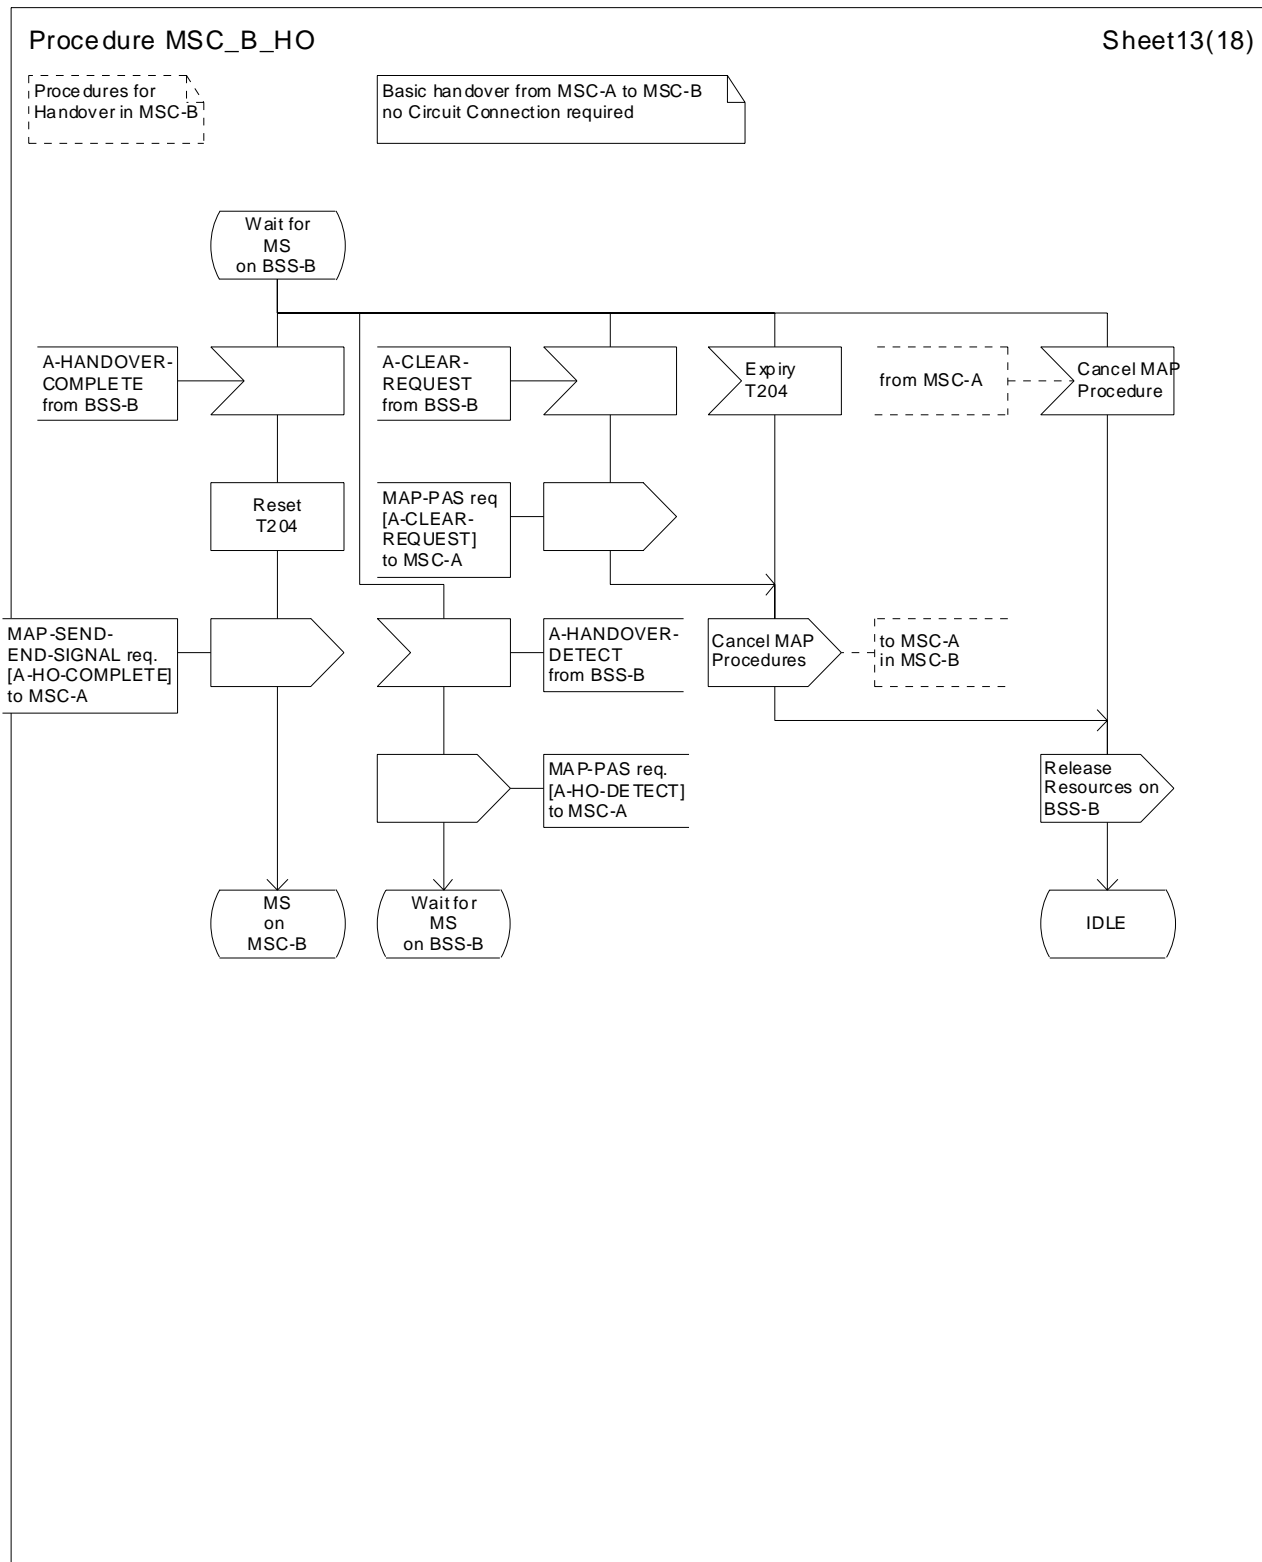 Procedure MSC_B_HO
Sheet13(18)
Procedures for
Handover in MSC-B
Basic handover from MSC-A to MSC-B
no Circuit Connection required
Wait for
MS
on BSS-B
A-HANDOVER-
COMPLETE
from BSS-B
A-CLEAR-
REQUEST
from BSS-B
Expiry
T204
from MSC-A
Cancel MAP
Procedure
Reset
T204
MAP-PAS req
[A-CLEAR-
REQUEST]
to MSC-A
MAP-SEND-
END-SIGNAL req.
[A-HO-COMPLETE]
to MSC-A
A-HANDOVER-
DETECT
from BSS-B
Cancel MAP
Procedures
to MSC-A
in MSC-B
MAP-PAS req.
[A-HO-DETECT]
to MSC-A
Release
Resources on
BSS-B
MS
on
MSC-B
Wait for
MS
on BSS-B
IDLE